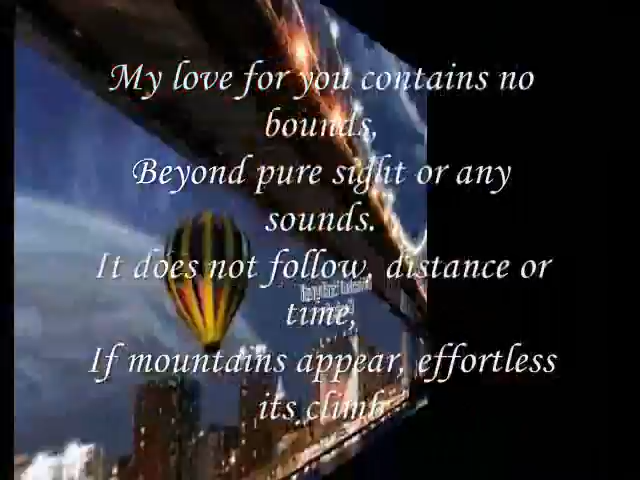 My love for you contains no
bounds,
Beyond pure sight or any
sounds.
It does not follow, distance or
time,
If mountains appear, effortless
its climb